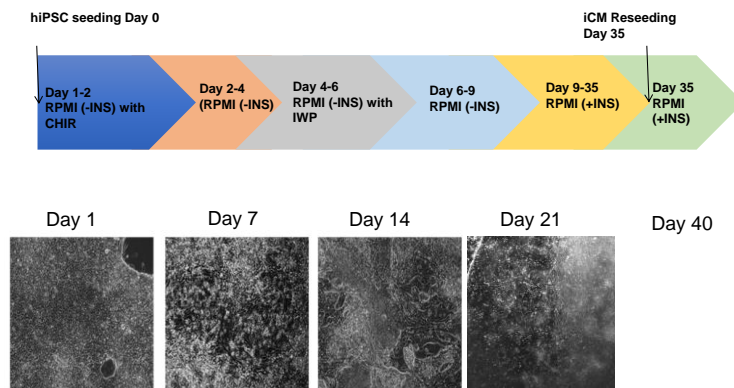 hiPSC seeding Day 0
iCM Reseeding
Day 35
Day 1-2
RPMI (-INS) with
CHIR
Day 2-4
(RPMI (-INS)
Day 4-6
RPMI (-INS) with
IWP
Day 6-9
RPMI (-INS)
Day 9-35
RPMI (+INS)
Day 35
RPMI
(+INS)
Day 1
Day 7
Day 14
Day 21
Day 40